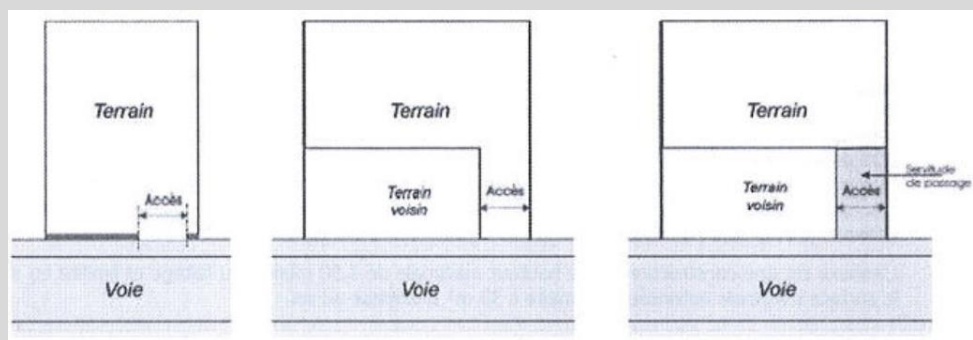 Terrain
Accès
Voie
Terrain
Terrain
voisin
Accès
Voie
Terrain
Terrain
voisin
Accès
Servitude
de passage
Voie